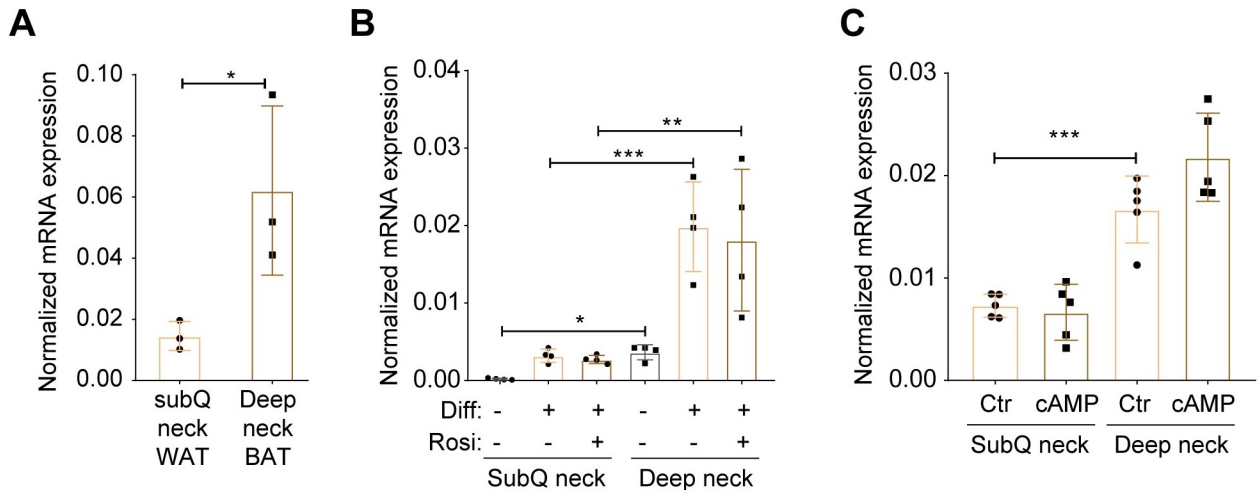 A
B
C
Normalized mRNA expression
0.10
0.08
0.06
0.04
0.02
0.00
*
subQ
neck
WAT
Deep
neck
BAT
Normalized mRNA expression
0.04
0.03
0.02
0.01
0.00
**
***
*
Diff: - + + - + +
Rosi: - - + - - +
SubQ neck
Deep neck
Normalized mRNA expression
0.03
0.02
0.01
0.00
***
Ctr cAMP Ctr cAMP
SubQ neck
Deep neck